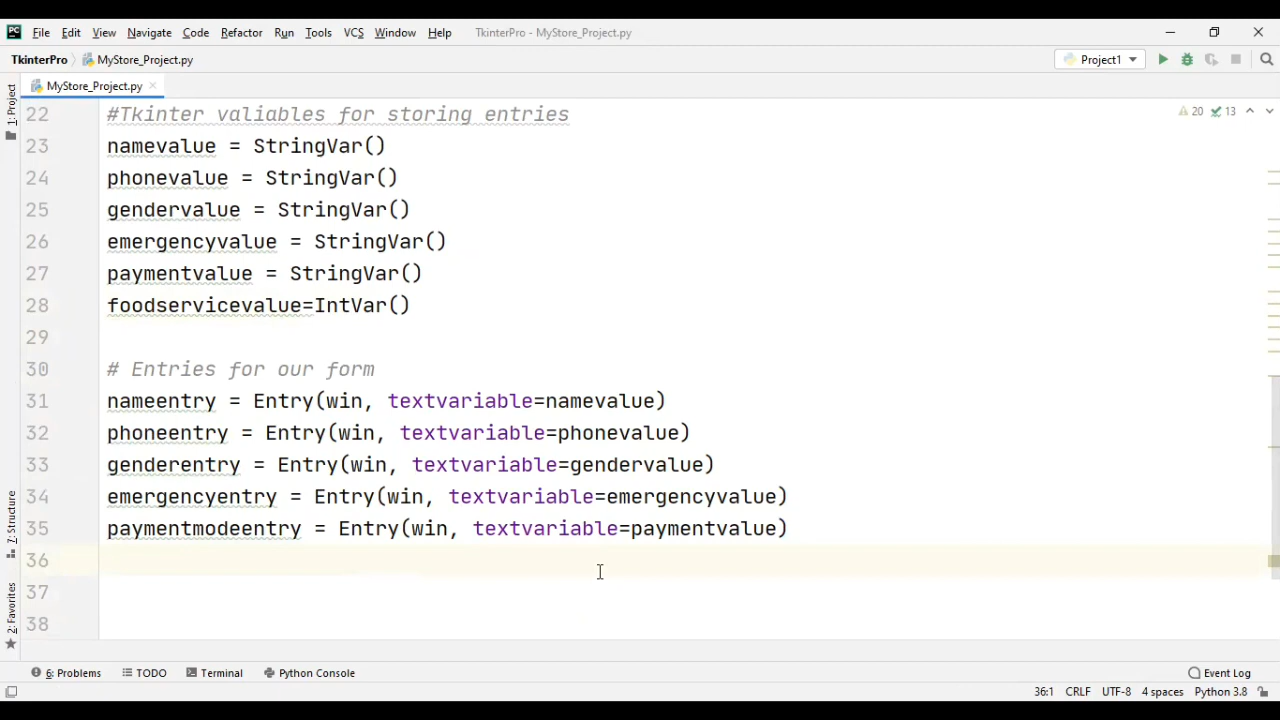 PC File Edit View Navigate Code Refactor Run Tools VCS Window Help TkinterPro - MyStore_Project.py
TkinterPro MyStore_Project.py Project1
1: Project
MyStore_Project.py
20 13
22 #Tkinter valiables for storing entries
23 namevalue = StringVar()
24 phonevalue = StringVar()
25 gendervalue = StringVar()
26 emergencyvalue = StringVar()
27 paymentvalue = StringVar()
28 foodservicevalue=IntVar()
29
30 # Entries for our form
31 nameentry = Entry(win, textvariable=namevalue)
32 phoneentry = Entry(win, textvariable=phonevalue)
33 genderentry = Entry(win, textvariable=gendervalue)
34 emergencyentry = Entry(win, textvariable=emergencyvalue)
35 paymentmodeentry = Entry(win, textvariable=paymentvalue)
36
37
38
7: Structure
2: Favorites
6: Problems TODO Terminal Python Console Event Log
36:1 CRLF UTF-8 4 spaces Python 3.8